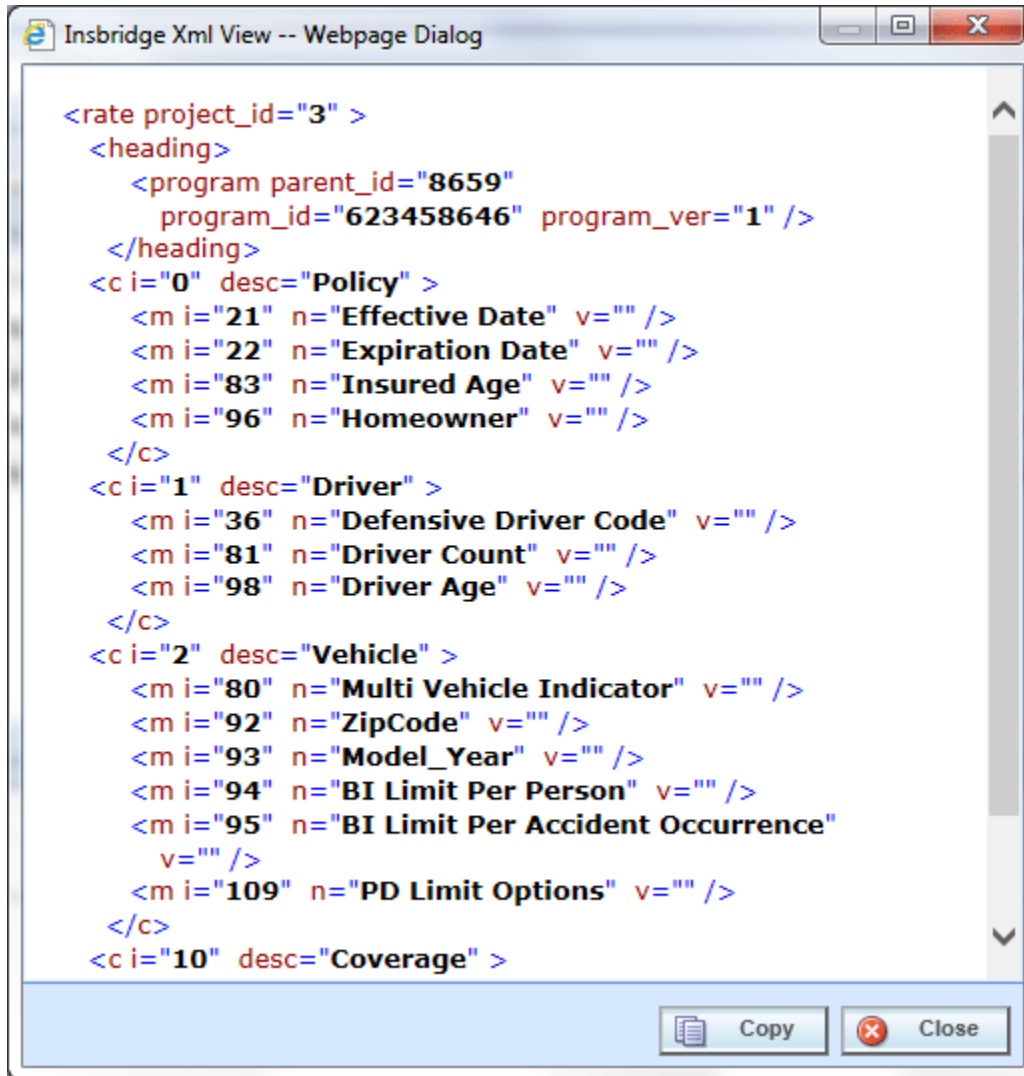 Insbridge Xml View -- Webpage Dialog
<rate project_id="3" >
<heading>
<program parent_id="8659"
program_id="623458646" program_ver="1" />
</heading>
<c i="0" desc="Policy" >
<m i="21" n="Effective Date" v="" />
<m i="22" n="Expiration Date" v="" />
<m i="83" n="Insured Age" v="" />
<m i="96" n="Homeowner" v="" />
</c>
<c i="1" desc="Driver" >
<m i="36" n="Defensive Driver Code" v="" />
<m i="81" n="Driver Count" v="" />
<m i="98" n="Driver Age" v="" />
</c>
<c i="2" desc="Vehicle" >
<m i="80" n="Multi Vehicle Indicator" v="" />
<m i="92" n="ZipCode" v="" />
<m i="93" n="Model_Year" v="" />
<m i="94" n="BI Limit Per Person" v="" />
<m i="95" n="BI Limit Per Accident Occurrence"
v="" />
<m i="109" n="PD Limit Options" v="" />
</c>
<c i="10" desc="Coverage" >
Copy
Close